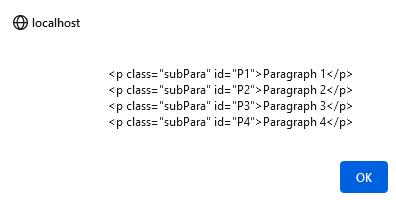 localhost
<p class="subPara" id="P1">Paragraph 1</p>
<p class="subPara" id="P2">Paragraph 2</p>
<p class="subPara" id="P3">Paragraph 3</p>
<p class="subPara" id="P4">Paragraph 4</p>
OK